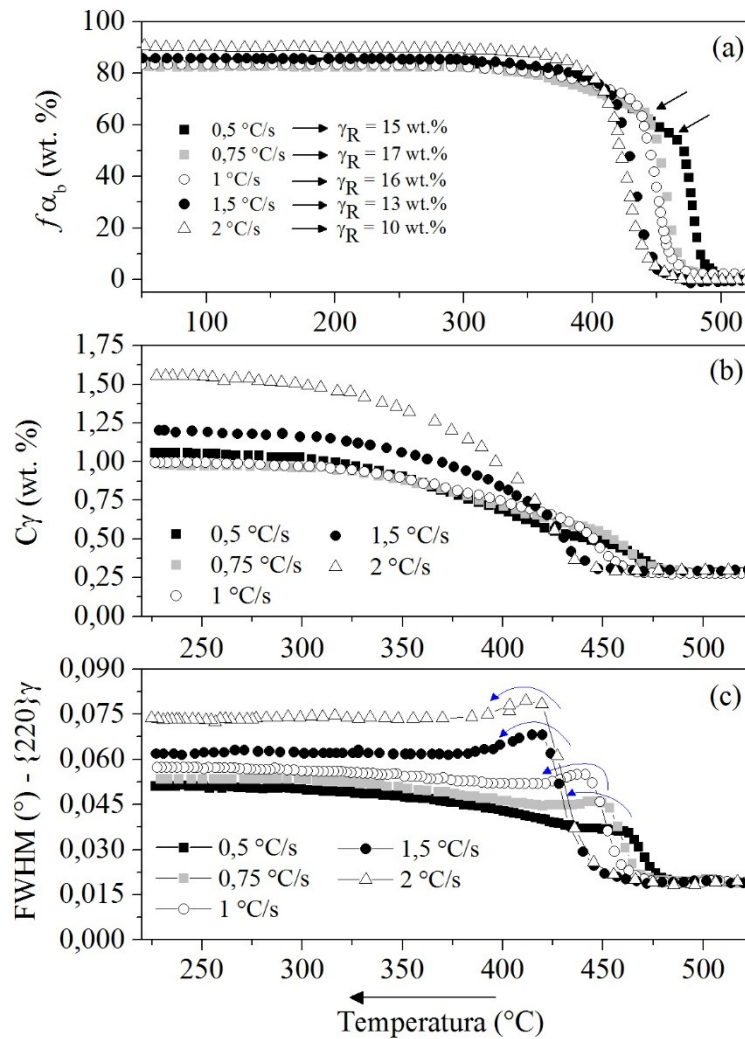 100
(a)
80
60
fα_b (wt. %)
0,5 °C/s → γ_R = 15 wt.%
0,75°C/s → γ_R = 17 wt.%
40
1 °C/s → γ_R = 16 wt.%
1,5 °C/s → γ_R = 13 wt.%
20
2 °C/s → γ_R = 10 wt.%
0
100 200 300 400 500
1,75
(b)
1,50
1,25
Cγ (wt. %)
1,00
0,75
0,5 °C/s 1,5 °C/s
0,50
0,75 °C/s 2 °C/s
0,25
1 °C/s
0,00
250 300 350 400 450 500
0,090
(c)
0,075
0,060
FWHM (°) - {220}γ
0,045
0,5 °C/s 1,5 °C/s
0,030
0,75 °C/s 2 °C/s
0,015
1 °C/s
0,000
250 300 350 400 450 500
Temperatura (°C)